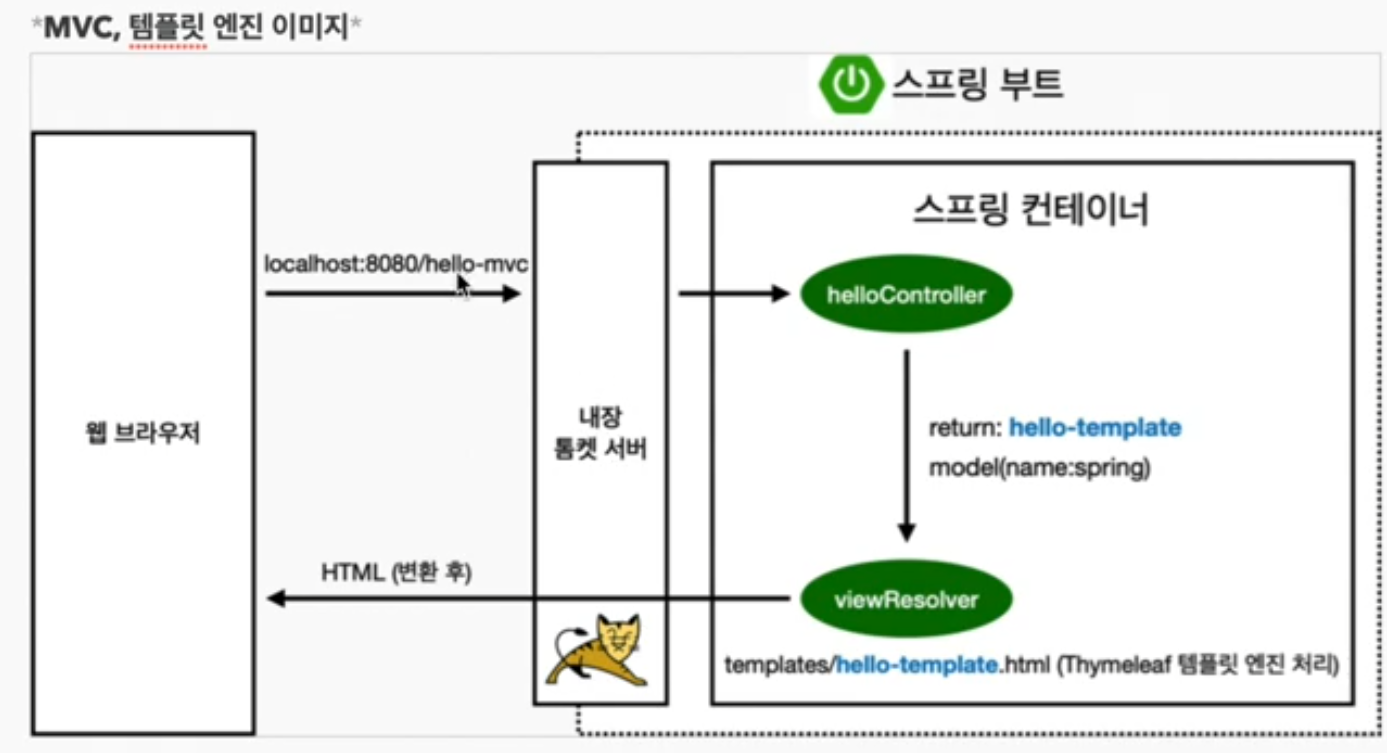 *MVC, 템플릿 엔진 이미지*
스프링 부트
스프링 컨테이너
localhost:8080/hello-mvc
helloController
웹 브라우저
내장
톰켓 서버
return: hello-template
model(name:spring)
HTML (변환 후)
viewResolver
templates/hello-template.html (Thymeleaf 템플릿 엔진 처리)